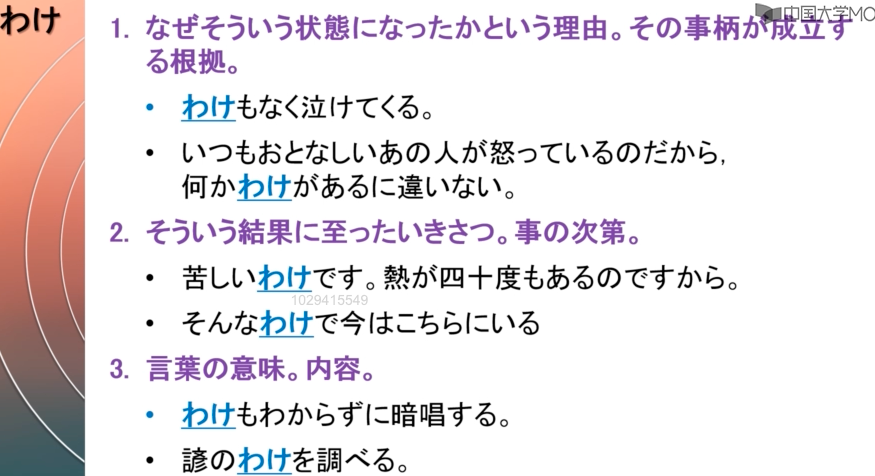 わけ
中国大学MO
1. なぜそういう状態になったかという理由。その事柄が成立す
る根拠。
• わけもなく泣けてくる。
• いつもおとなしいあの人が怒っているのだから,
何かわけがあるに違いない。
2. そういう結果に至ったいきさつ。事の次第。
• 苦しいわけです。熱が四十度もあるのですから。
1029415549
• そんなわけで今はこちらにいる
3. 言葉の意味。内容。
• わけもわからずに暗唱する。
• 諺のわけを調べる。